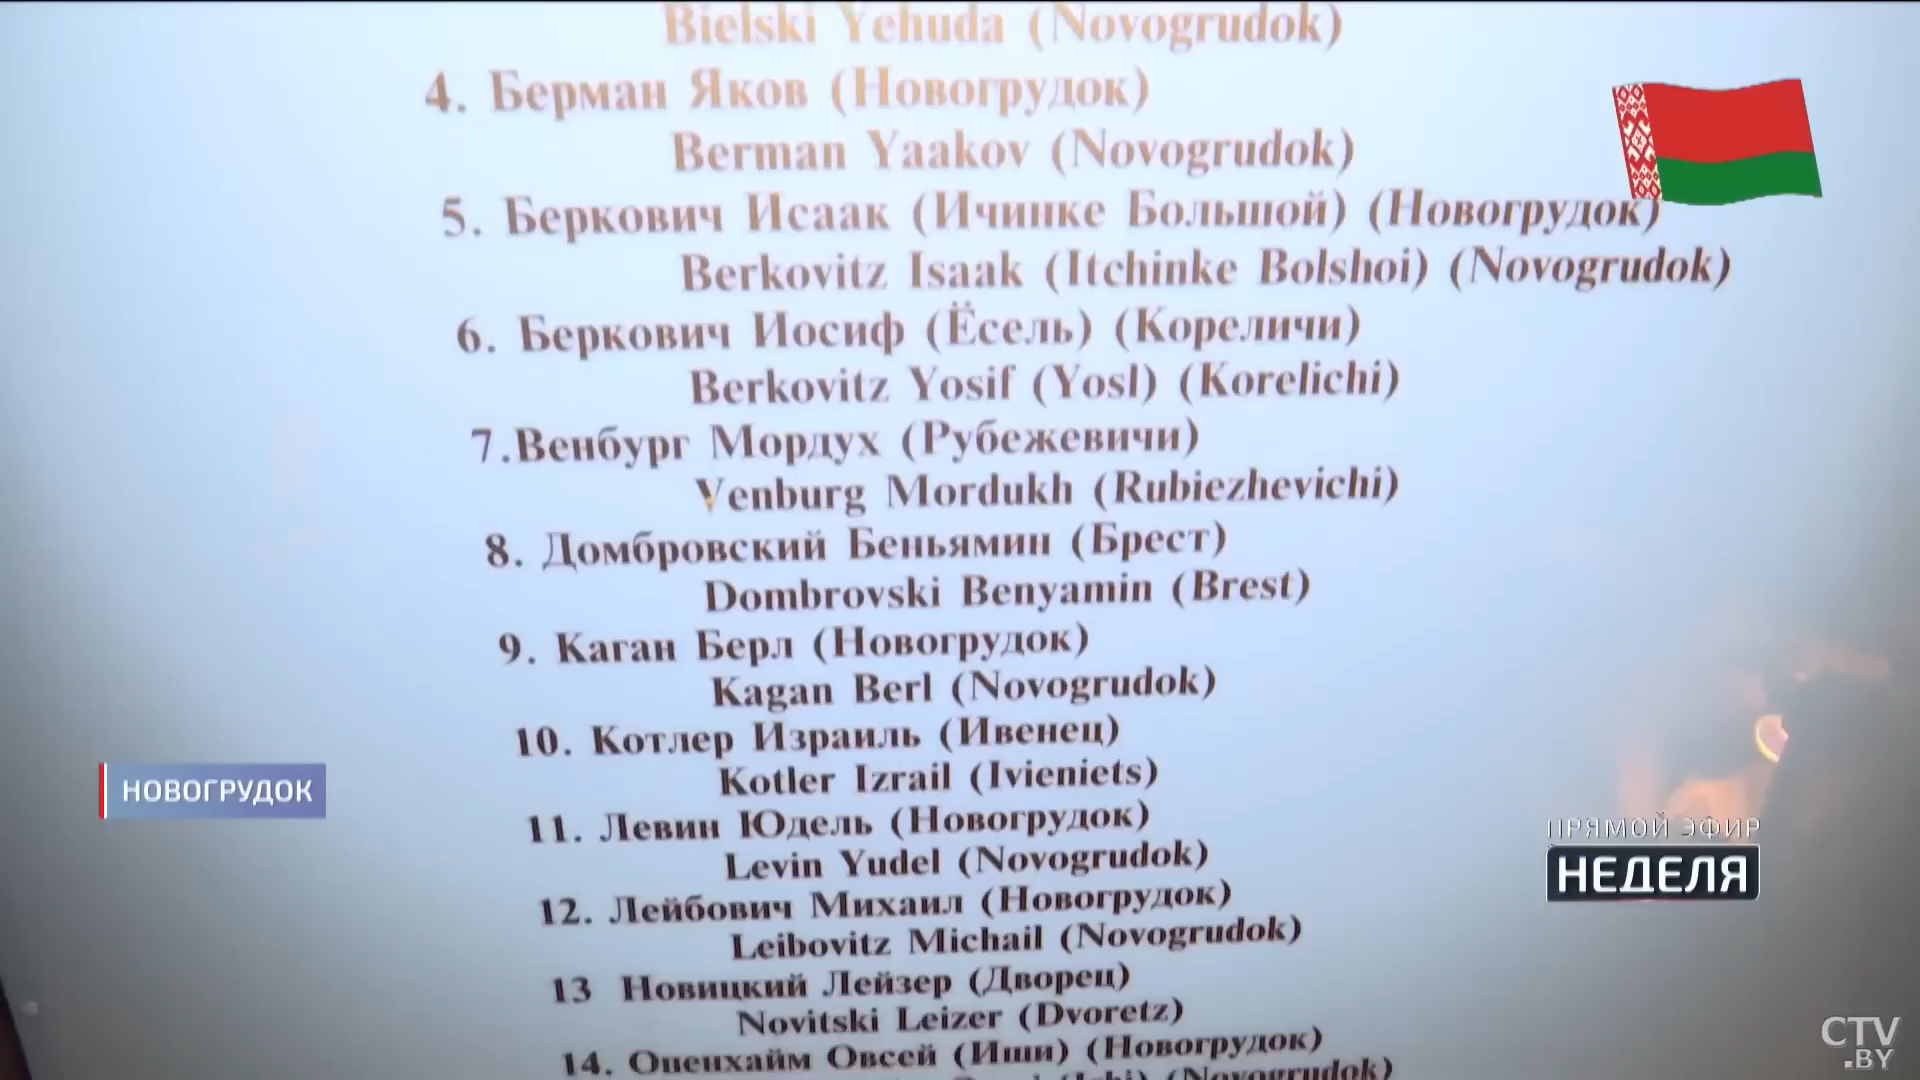 Bielski Yehuda (Novogrudok)
4. Берман Яков (Новогрудок)
Berman Yaakov (Novogrudok)
5. Беркович Исаак (Ичинке Большой) (Новогрудок)
Berkovitz Isaak (Itchinke Bolshoi) (Novogrudok)
6. Беркович Иосиф (Ёсель) (Кореличи)
Berkovitz Yosif (Yosl) (Korelichi)
7.Венбург Мордух (Рубежевичи)
Venburg Mordukh (Rubiezhevichi)
8. Домбровский Беньямин (Брест)
Dombrovski Benyamin (Brest)
9. Каган Берл (Новогрудок)
Kagan Berl (Novogrudok)
10. Котлер Израиль (Ивенец)
Kotler Izrail (Ivieniets)
11. Левин Юдель (Новогрудок)
Levin Yudel (Novogrudok)
12. Лейбович Михаил (Новогрудок)
Leibovitz Michail (Novogrudok)
13 Новицкий Лейзер (Дворец)
Novitski Leizer (Dvoretz)
14. Опенхайм Овсей (Иши) (Новогрудок)
(Novogrudok)
НОВОГРУДОК
ПРЯМОЙ ЭФИР
НЕДЕЛЯ
CTV
.BY